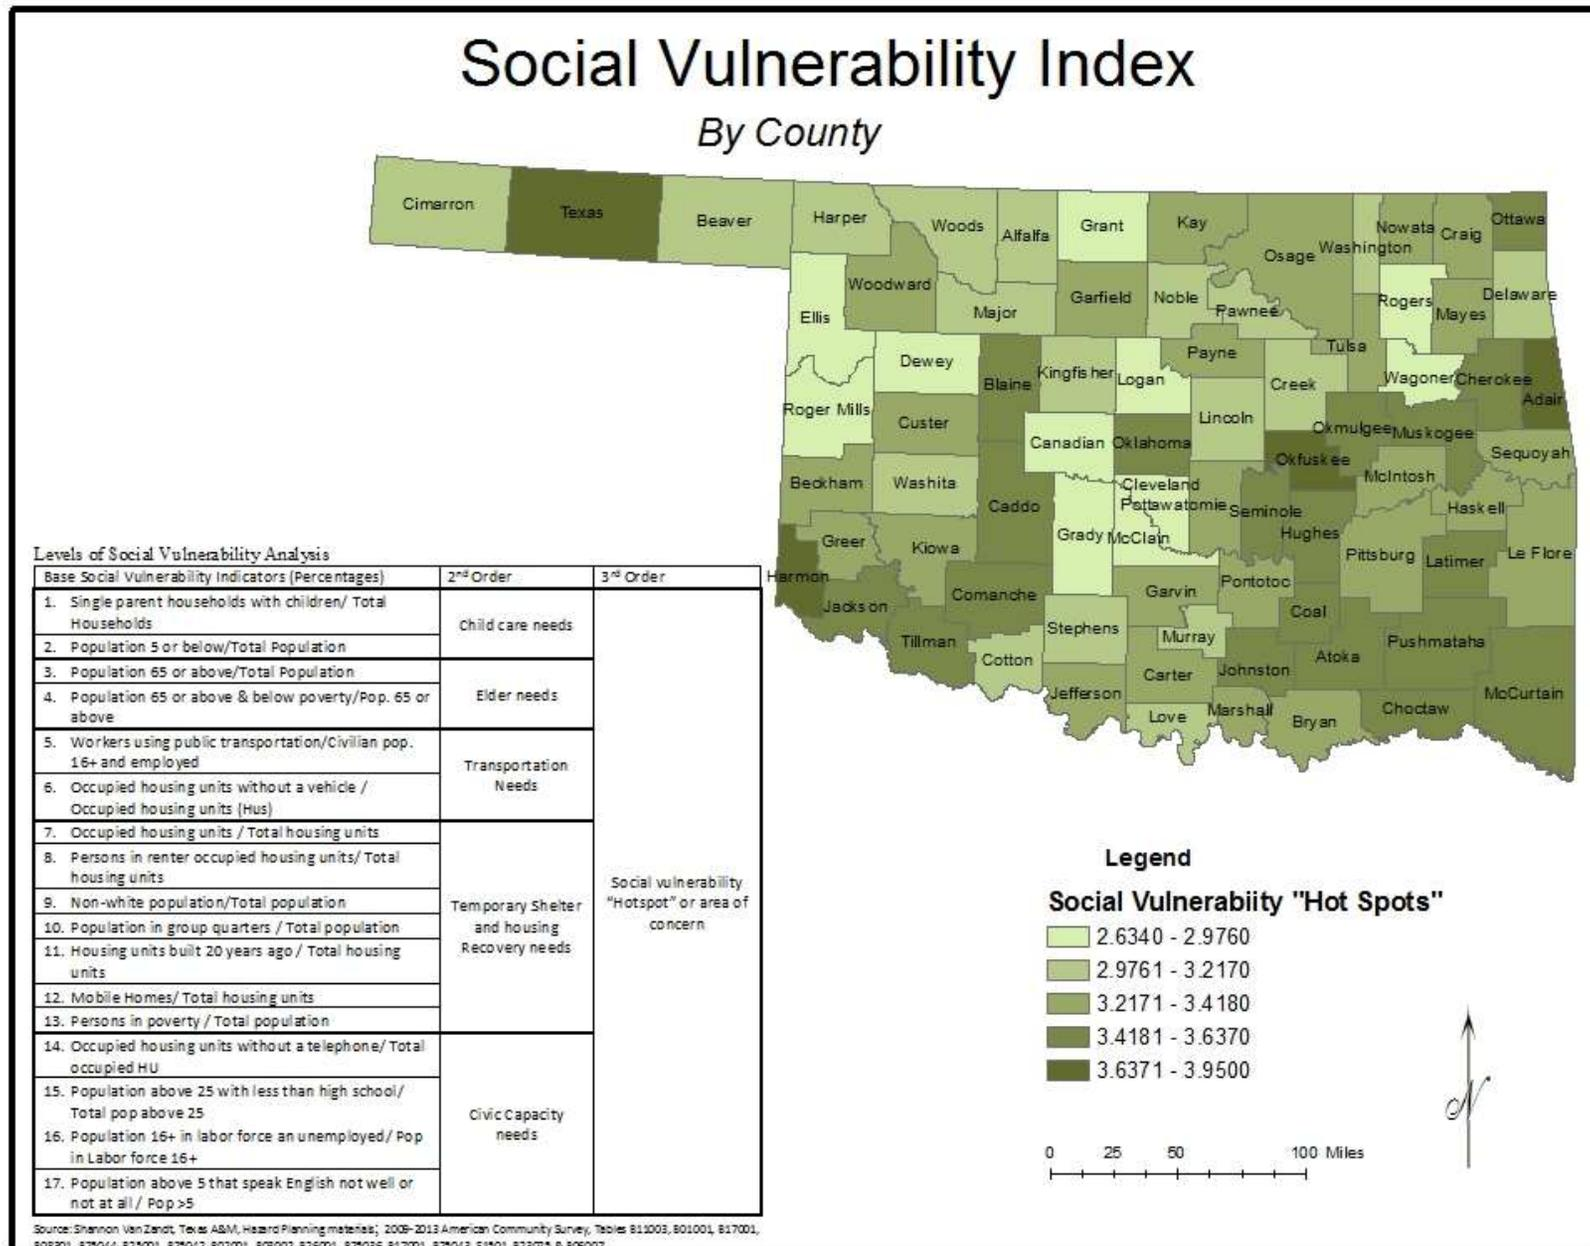 Social Vulnerability Index
By County
Cimarron
Texas
Beaver
Harper
Woods
Alfalfa
Grant
Kay
Osage
Washington
Nowata
Craig
Ottawa
Ellis
Woodward
Major
Garfield
Noble
Pawnee
Rogers
Mayes
Delaware
Dewey
Blaine
Kingfisher
Logan
Payne
Creek
Tulsa
Wagoner
Cherokee
Adair
Roger Mills
Custer
Canadian
Oklahoma
Lincoln
Okmulgee
Muskogee
Okfuskee
Sequoyah
Beckham
Washita
Caddo
Cleveland
Pottawatomie
Seminole
McIntosh
Haskell
Greer
Kiowa
Grady
McClain
Hughes
Pittsburg
Latimer
Le Flore
Harmon
Jackson
Comanche
Garvin
Pontotoc
Coal
Tillman
Stephens
Murray
Johnston
Atoka
Pushmataha
Cotton
Jefferson
Carter
Love
Marshall
Bryan
Choctaw
McCurtain
Levels of Social Vulnerability Analysis
Base Social Vulnerability Indicators (Percentages)
2nd Order
3rd Order
1. Single parent households with children/ Total
Households
2. Population 5 or below/Total Population
Child care needs
3. Population 65 or above/Total Population
4. Population 65 or above & below poverty/Pop. 65 or
above
Elder needs
5. Workers using public transportation/Civilian pop.
16+ and employed
6. Occupied housing units without a vehicle /
Occupied housing units (Hus)
Transportation
Needs
7. Occupied housing units / Total housing units
8. Persons in renter occupied housing units/ Total
housing units
9. Non-white population/Total population
10. Population in group quarters / Total population
11. Housing units built 20 years ago / Total housing
units
12. Mobile Homes/ Total housing units
13. Persons in poverty / Total population
Temporary Shelter
and housing
Recovery needs
14. Occupied housing units without a telephone/ Total
occupied HU
15. Population above 25 with less than high school/
Total pop above 25
16. Population 16+ in labor force an unemployed/ Pop
in Labor force 16+
17. Population above 5 that speak English not well or
not at all / Pop >5
Civic Capacity
needs
Social vulnerability
"Hotspot" or area of
concern
Source: Shannon Van Zandt, Texas A&M, Hazard Planning materials; 2009-2013 American Community Survey, Tables B11003, B01001, B17001,
Legend
Social Vulnerabiity "Hot Spots"
2.6340 - 2.9760
2.9761 - 3.2170
3.2171 - 3.4180
3.4181 - 3.6370
3.6371 - 3.9500
0 25 50 100 Miles
N